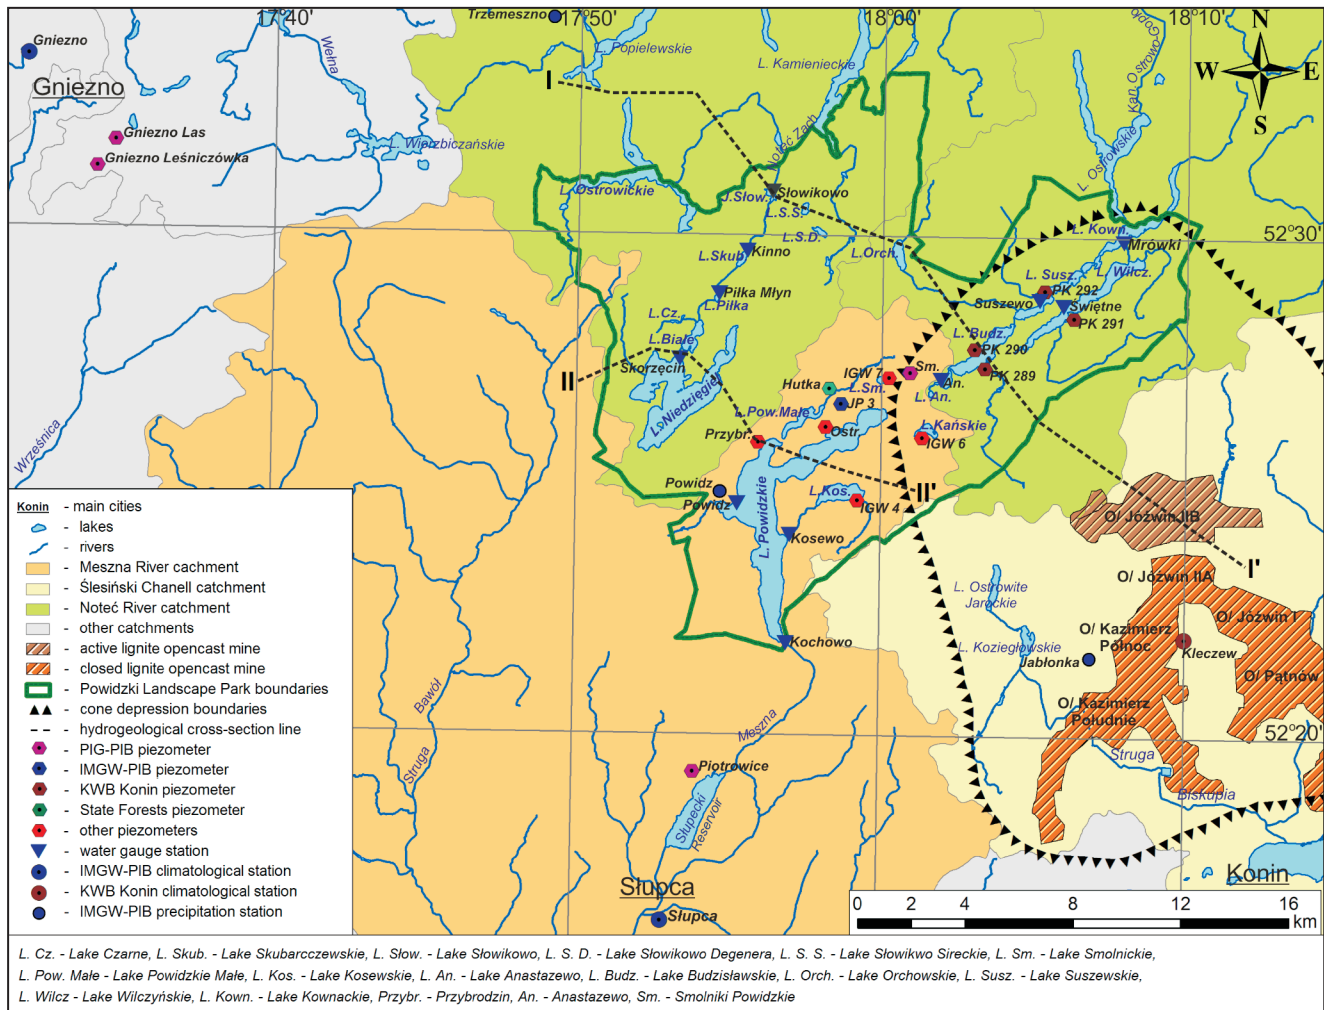 17°40'
17°50'
18°00'
18°10'
Trzemeszno
N
W
E
S
Gniezno
Gniezno
Wełna
L. Popielewskie
L. Kamienieckie
Kan. Ostrowo-Gopło
I
Gniezno Las
Gniezno Leśniczówka
L. Wierzbiczańskie
Noteć Zach.
L. Ostrowskie
L. Ostrowickie
J.Słow.
Słowikowo
L.S.S.
L.S.D.
L. Kown.
Mrówki
52°30'
L.Skub.
Kinno
L.Orch.
L. Wilcz.
L. Susz.
PK 292
Piłka Młyn
L.Piłka
Suszewo
Świętne
PK 291
L.Cz.
L.Białe
L. Budz.
PK 290
Skorzęcin
II
IGW 7
Sm.
PK 289
Hutka
L.Sm.
An.
L. An.
L. Niedzięgiel
JP 3
L.Pow.Małe
Ostr.
L.Kańskie
IGW 6
Przybr.
Wrześnica
Powidz
Powidz
L. Powidzkie
L.Kos.
IGW 4
II'
Kosewo
O/ Jóźwin IIB
I'
O/ Jóźwin IIA
L. Ostrowite
Jarockie
O/ Jóźwin I
Kochowo
L. Koziegłowskie
O/ Kazimierz
Północ
Kleczew
Jabłonka
O/ Pątnów
Bawół
Struga
Meszna
O/ Kazimierz
Południe
52°20'
Struga
Biskupia
Piotrowice
Słupecki
Reservoir
Słupca
Słupca
Konin
0 2 4 8 12 16
km
Konin - main cities
- lakes
- rivers
- Meszna River cachment
- Ślesiński Chanell catchment
- Noteć River catchment
- other catchments
- active lignite opencast mine
- closed lignite opencast mine
- Powidzki Landscape Park boundaries
- cone depression boundaries
- hydrogeological cross-section line
- PIG-PIB piezometer
- IMGW-PIB piezometer
- KWB Konin piezometer
- State Forests piezometer
- other piezometers
- water gauge station
- IMGW-PIB climatological station
- KWB Konin climatological station
- IMGW-PIB precipitation station
L. Cz. - Lake Czarne, L. Skub. - Lake Skubarcczewskie, L. Słow. - Lake Słowikowo, L. S. D. - Lake Słowikowo Degenera, L. S. S. - Lake Słowikwo Sireckie, L. Sm. - Lake Smolnickie,
L. Pow. Małe - Lake Powidzkie Małe, L. Kos. - Lake Kosewskie, L. An. - Lake Anastazewo, L. Budz. - Lake Budzisławskie, L. Orch. - Lake Orchowskie, L. Susz. - Lake Suszewskie,
L. Wilcz - Lake Wilczyńskie, L. Kown. - Lake Kownackie, Przybr. - Przybrodzin, An. - Anastazewo, Sm. - Smolniki Powidzkie